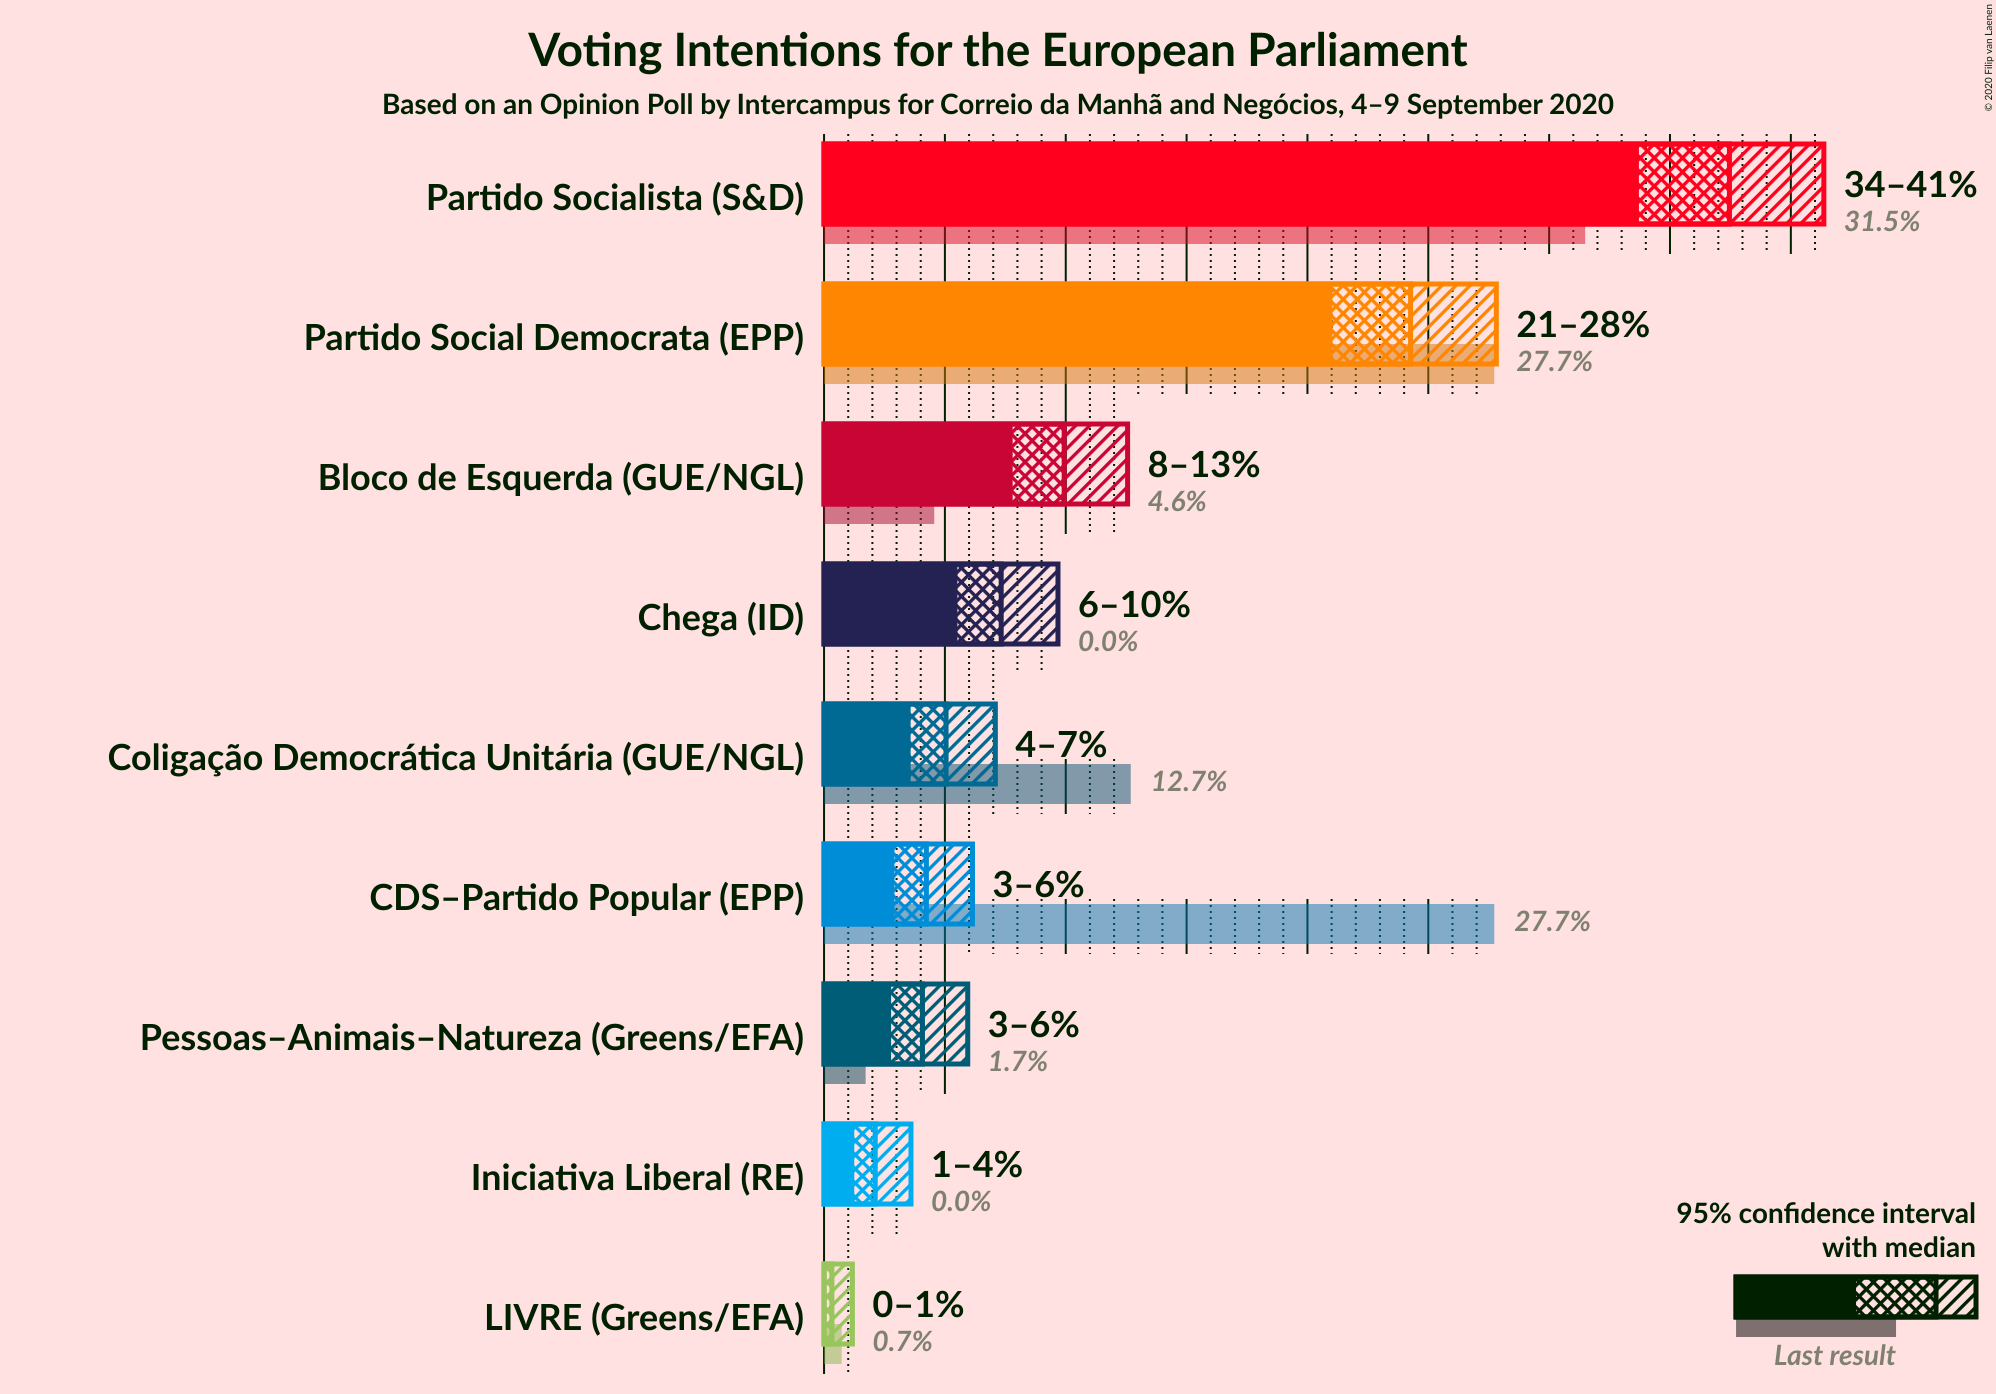 Voting Intentions for the European Parliament
Based on an Opinion Poll by Intercampus for Correio da Manhã and Negócios, 4–9 September 2020
© 2020 Filip van Laenen
Partido Socialista (S&D)
34–41%
31.5%
Partido Social Democrata (EPP)
21–28%
27.7%
Bloco de Esquerda (GUE/NGL)
8–13%
4.6%
Chega (ID)
6–10%
0.0%
Coligação Democrática Unitária (GUE/NGL)
4–7%
12.7%
CDS–Partido Popular (EPP)
3–6%
27.7%
Pessoas–Animais–Natureza (Greens/EFA)
3–6%
1.7%
Iniciativa Liberal (RE)
1–4%
0.0%
LIVRE (Greens/EFA)
0–1%
0.7%
95% confidence interval
with median
Last result